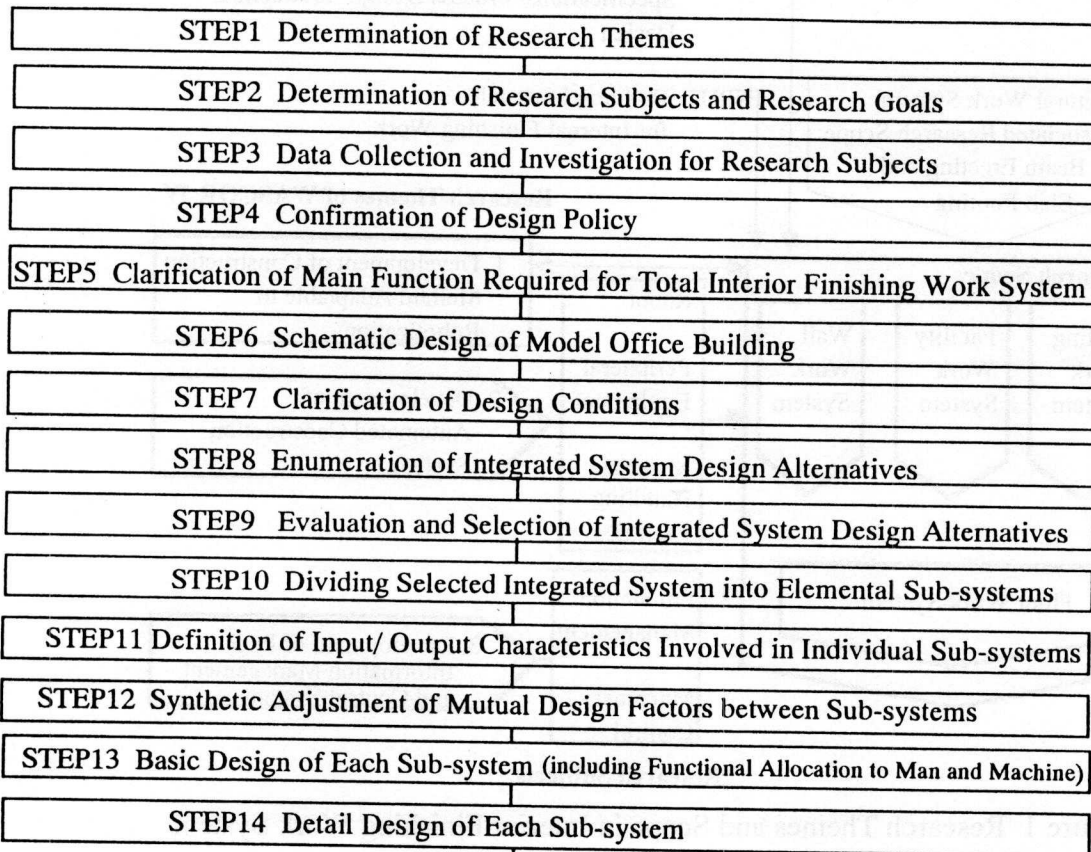 STEP1 Determination of Research Themes
STEP2 Determination of Research Subjects and Research Goals
STEP3 Data Collection and Investigation for Research Subjects
STEP4 Confirmation of Design Policy
STEP5 Clarification of Main Function Required for Total Interior Finishing Work System
STEP6 Schematic Design of Model Office Building
STEP7 Clarification of Design Conditions
STEP8 Enumeration of Integrated System Design Alternatives
STEP9 Evaluation and Selection of Integrated System Design Alternatives
STEP10 Dividing Selected Integrated System into Elemental Sub-systems
STEP11 Definition of Input/ Output Characteristics Involved in Individual Sub-systems
STEP12 Synthetic Adjustment of Mutual Design Factors between Sub-systems
STEP13 Basic Design of Each Sub-system (including Functional Allocation to Man and Machine)
STEP14 Detail Design of Each Sub-system